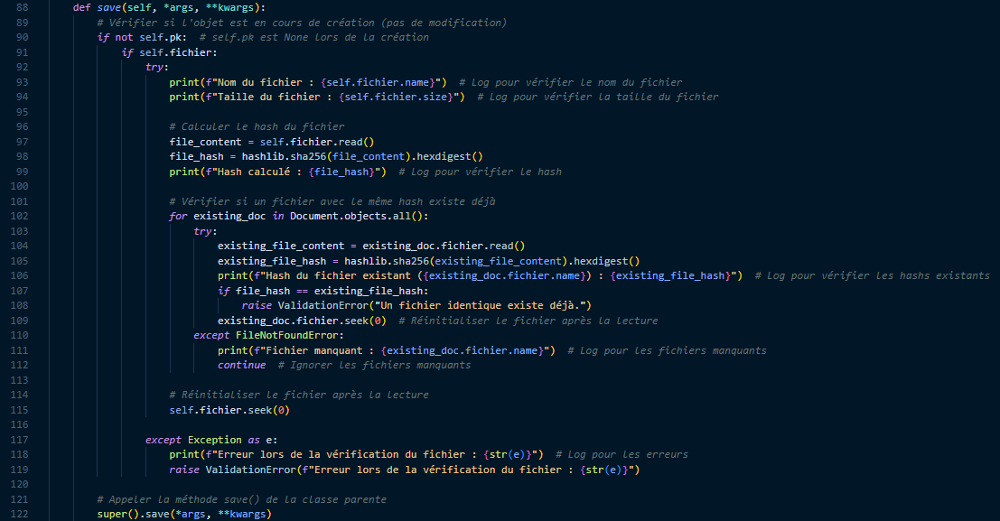 88 def save(self, *args, **kwargs):
89 # Vérifier si l'objet est en cours de création (pas de modification)
90 if not self.pk:  # self.pk est None lors de la création
91 if self.fichier:
92 try:
93 print(f"Nom du fichier : {self.fichier.name}")  # Log pour vérifier le nom du fichier
94 print(f"Taille du fichier : {self.fichier.size}")  # Log pour vérifier la taille du fichier
95
96 # Calculer le hash du fichier
97 file_content = self.fichier.read()
98 file_hash = hashlib.sha256(file_content).hexdigest()
99 print(f"Hash calculé : {file_hash}")  # Log pour vérifier le hash
100
101 # Vérifier si un fichier avec le même hash existe déjà
102 for existing_doc in Document.objects.all():
103 try:
104 existing_file_content = existing_doc.fichier.read()
105 existing_file_hash = hashlib.sha256(existing_file_content).hexdigest()
106 print(f"Hash du fichier existant ({existing_doc.fichier.name}) : {existing_file_hash}")  # Log pour vérifier les hashs existants
107 if file_hash == existing_file_hash:
108 raise ValidationError("Un fichier identique existe déjà.")
109 existing_doc.fichier.seek(0)  # Réinitialiser le fichier après la lecture
110 except FileNotFoundError:
111 print(f"Fichier manquant : {existing_doc.fichier.name}")  # Log pour les fichiers manquants
112 continue  # Ignorer les fichiers manquants
113
114 # Réinitialiser le fichier après la lecture
115 self.fichier.seek(0)
116
117 except Exception as e:
118 print(f"Erreur lors de la vérification du fichier : {str(e)}")  # Log pour les erreurs
119 raise ValidationError(f"Erreur lors de la vérification du fichier : {str(e)}")
120
121 # Appeler la méthode save() de la classe parente
122 super().save(*args, **kwargs)